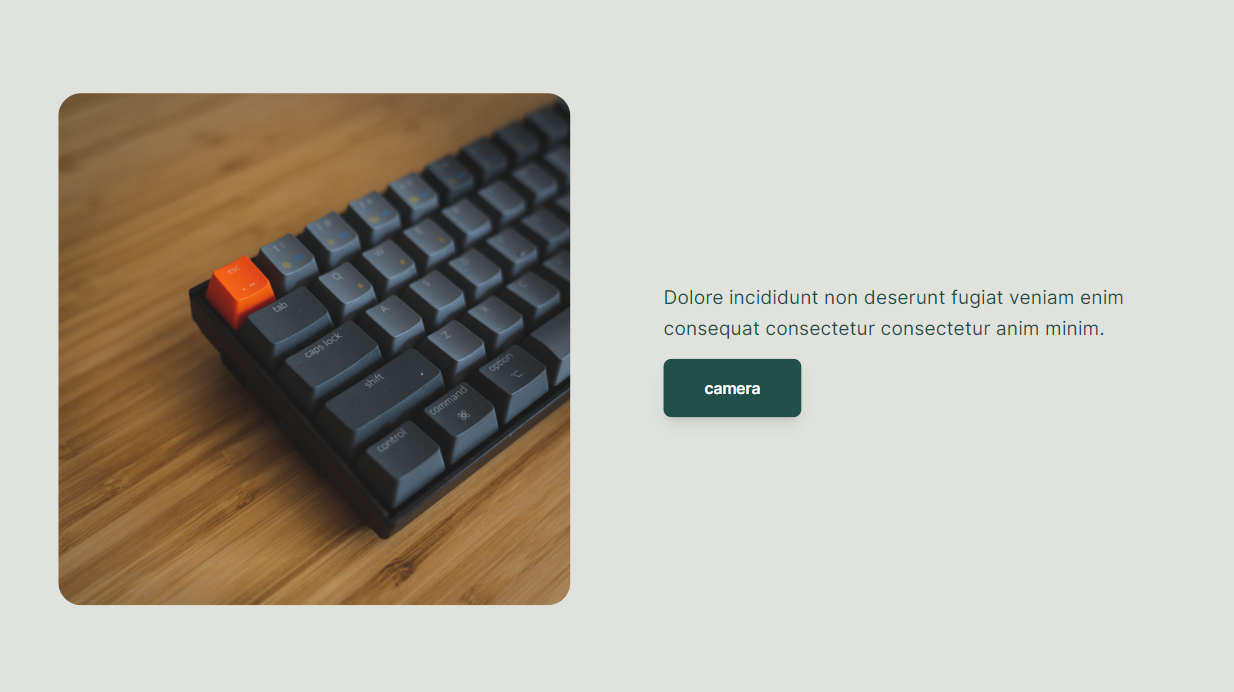 esc
tab
Q
W
caps lock
A
S
D
shift
Z
X
C
control
command
⌘
option
⌥
Dolore incididunt non deserunt fugiat veniam enim
consequat consectetur consectetur anim minim.
camera